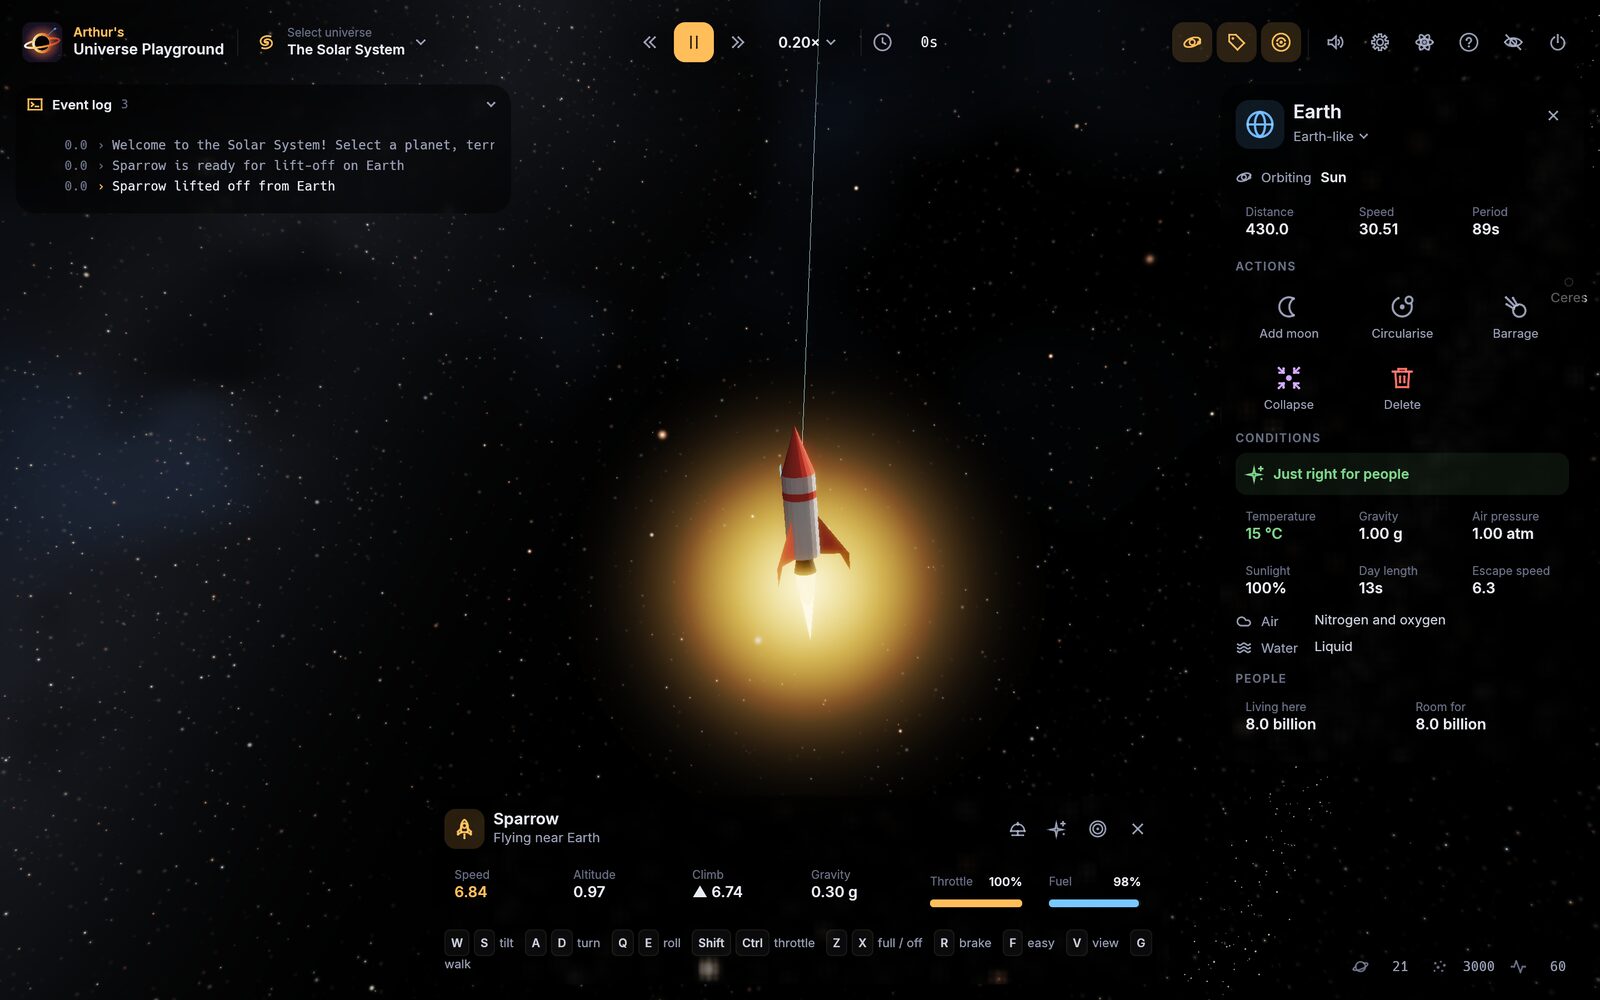 Arthur's
Universe Playground
Select universe
The Solar System
0.20×
0s
Event log 3
0.0 › Welcome to the Solar System! Select a planet, terr
0.0 › Sparrow is ready for lift-off on Earth
0.0 › Sparrow lifted off from Earth
Earth
Earth-like
Orbiting Sun
Distance Speed Period
430.0 30.51 89s
ACTIONS
Ceres
Add moon Circularise Barrage
Collapse Delete
CONDITIONS
Just right for people
Temperature Gravity Air pressure
15 °C 1.00 g 1.00 atm
Sunlight Day length Escape speed
100% 13s 6.3
Air Nitrogen and oxygen
Water Liquid
PEOPLE
Living here Room for
8.0 billion 8.0 billion
Sparrow
Flying near Earth
Speed Altitude Climb Gravity Throttle 100% Fuel 98%
6.84 0.97 ▲ 6.74 0.30 g
W S tilt A D turn Q E roll Shift Ctrl throttle Z X full / off R brake F easy V view G
walk
21 3000 60